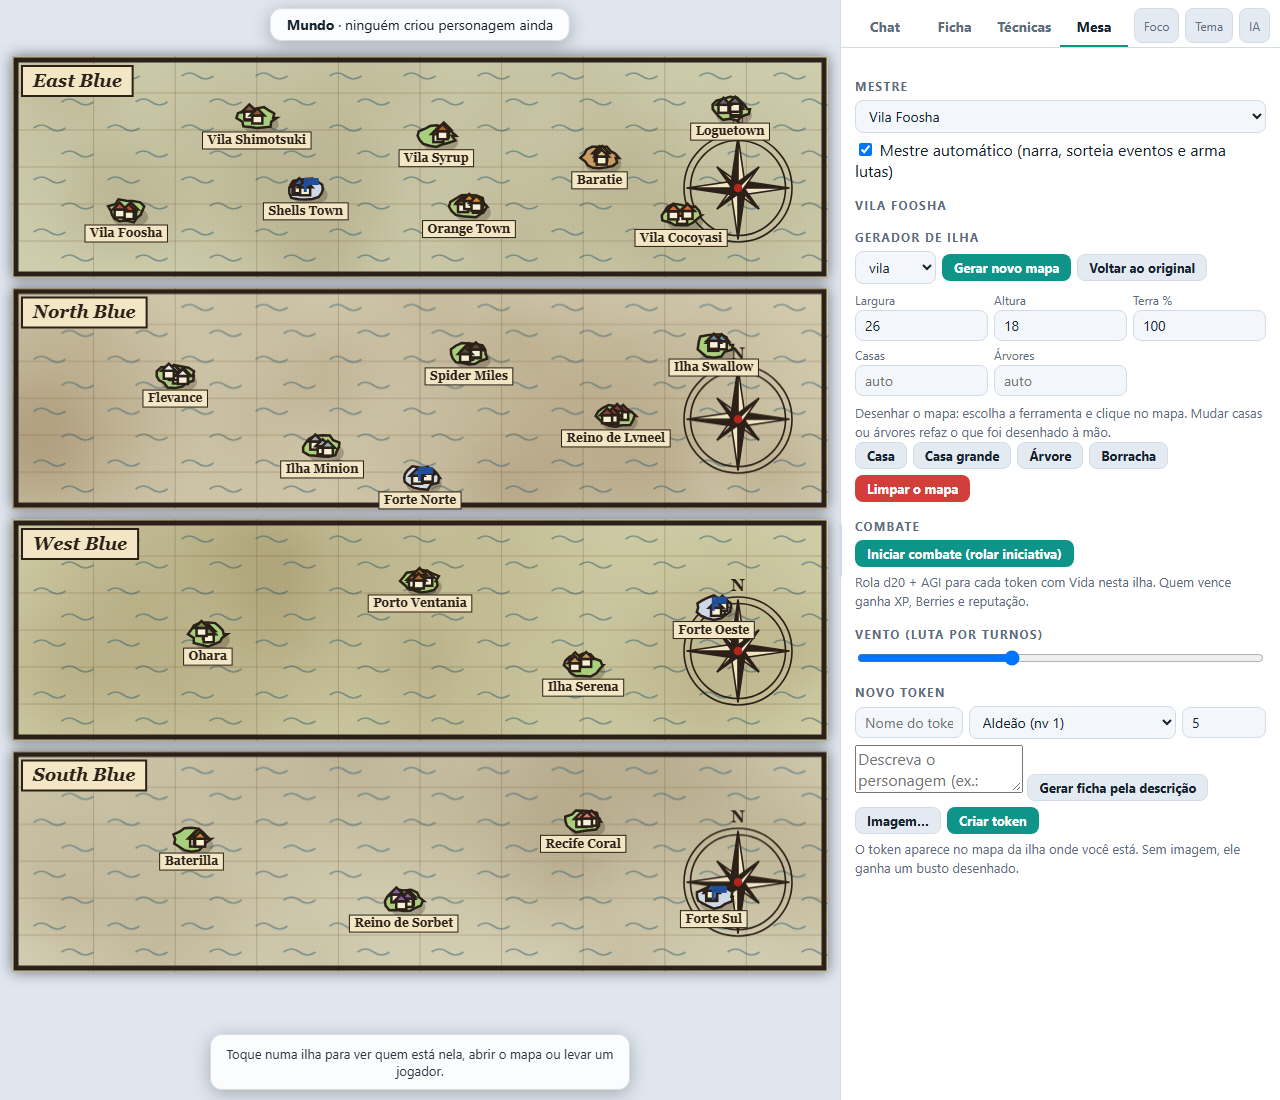 Mundo · ninguém criou personagem ainda
East Blue
Vila Shimotsuki
Vila Syrup
Loguetown
Baratie
Shells Town
Vila Foosha
Orange Town
Vila Cocoyasi
North Blue
N
Ilha Swallow
Spider Miles
Flevance
Reino de Lvneel
Ilha Minion
Forte Norte
West Blue
Porto Ventania
N
Forte Oeste
Ohara
Ilha Serena
South Blue
N
Recife Coral
Baterilla
Forte Sul
Reino de Sorbet
Toque numa ilha para ver quem está nela, abrir o mapa ou levar um
jogador.
Chat Ficha Técnicas Mesa Foco Tema IA
MESTRE
Vila Foosha
Mestre automático (narra, sorteia eventos e arma
lutas)
VILA FOOSHA
GERADOR DE ILHA
vila Gerar novo mapa Voltar ao original
Largura Altura Terra %
26 18 100
Casas Árvores
auto auto
Desenhar o mapa: escolha a ferramenta e clique no mapa. Mudar casas
ou árvores refaz o que foi desenhado à mão.
Casa Casa grande Árvore Borracha
Limpar o mapa
COMBATE
Iniciar combate (rolar iniciativa)
Rola d20 + AGI para cada token com Vida nesta ilha. Quem vence
ganha XP, Berries e reputação.
VENTO (LUTA POR TURNOS)
NOVO TOKEN
Nome do toke Aldeão (nv 1) 5
Descreva o
personagem (ex.:
Gerar ficha pela descrição
Imagem... Criar token
O token aparece no mapa da ilha onde você está. Sem imagem, ele
ganha um busto desenhado.